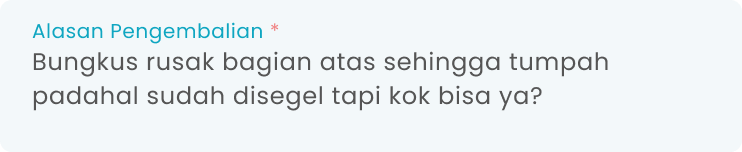 Alasan Pengembalian *
Bungkus rusak bagian atas sehingga tumpah
padahal sudah disegel tapi kok bisa ya?